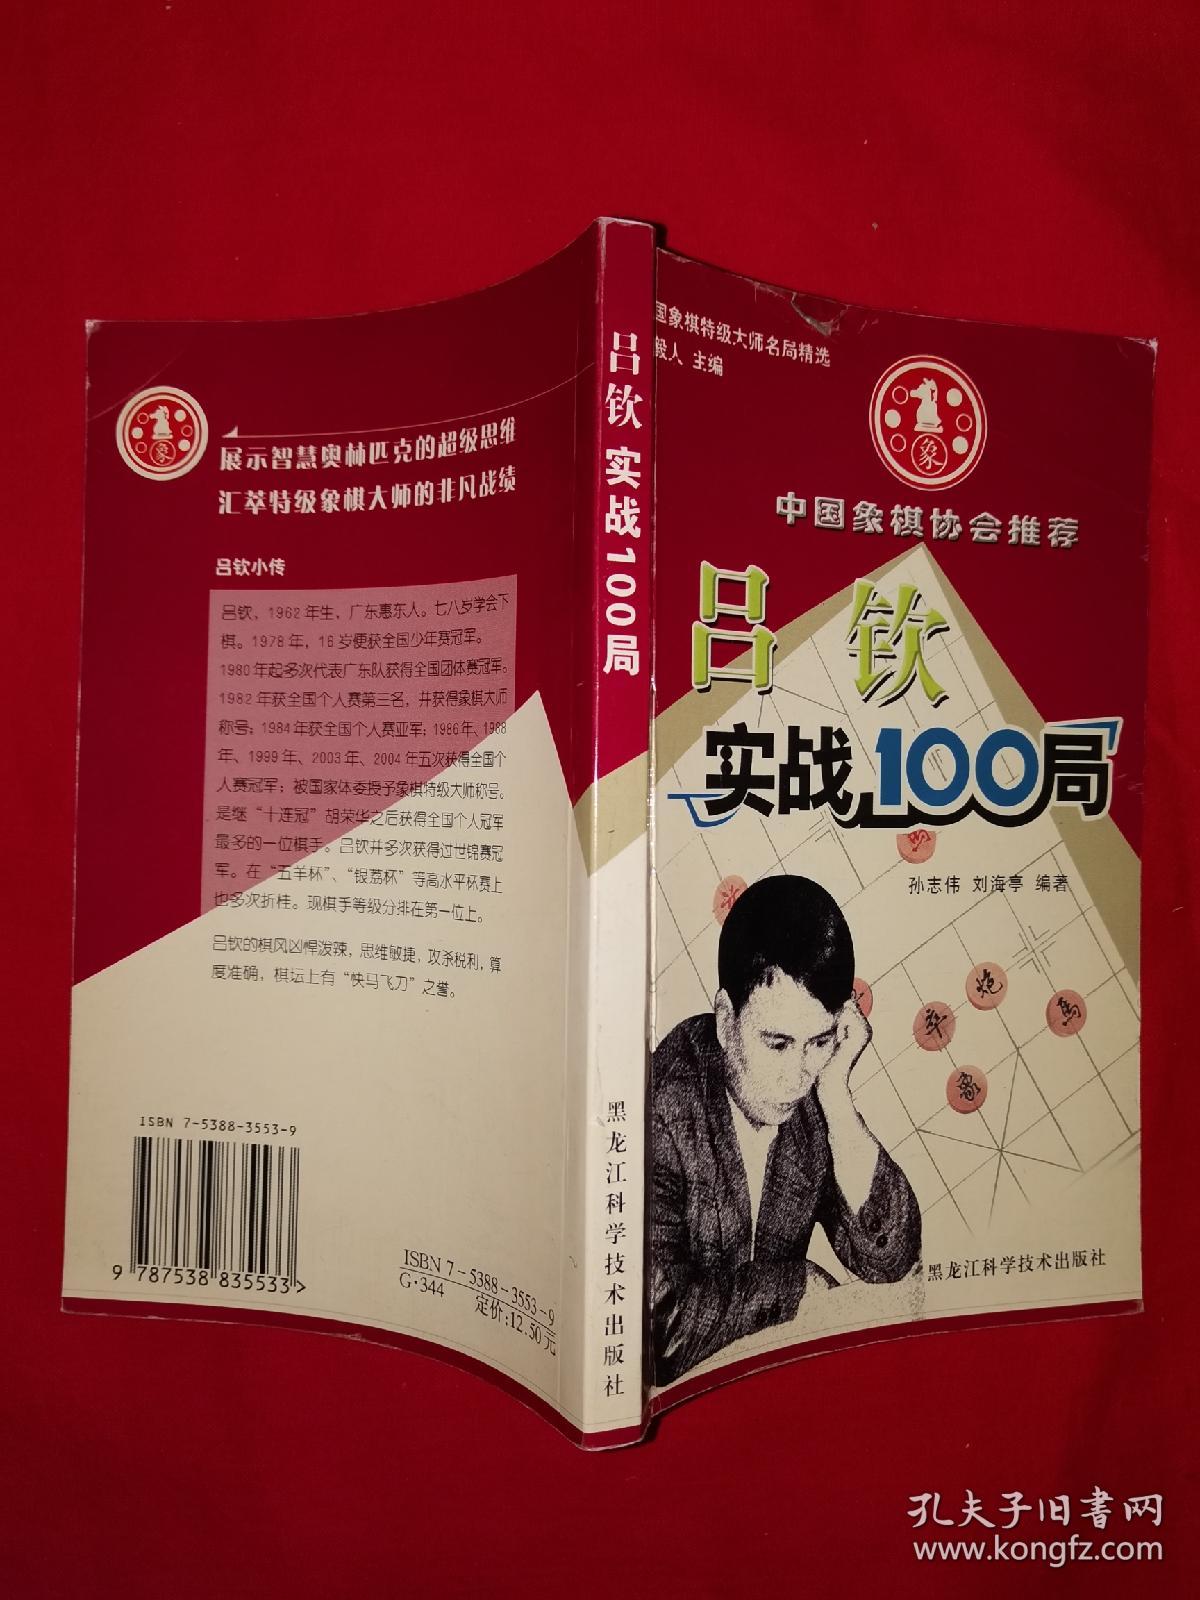 展示智慧奥林匹克的超级思维
汇萃特级象棋大师的非凡战绩
象
吕钦小传
吕钦，1962年生，广东惠东人。七八岁学会下
棋。1978年，16岁便获全国少年赛冠军。
1980年起多次代表广东队获得全国团体赛冠军。
1982年获全国个人赛第三名，并获得象棋大师
称号；1984年获全国个人赛亚军；1986年、1988
年、1999年、2003年、2004年五次获得全国个
人赛冠军；被国家体委授予象棋特级大师称号。
是继“十连冠”胡荣华之后获得全国个人冠军
最多的一位棋手。吕钦并多次获得过世锦赛冠
军。在“五羊杯”、“银荔杯”等高水平杯赛上
也多次折桂。现棋手等级分排在第一位上。
吕钦的棋风凶悍泼辣，思维敏捷，攻杀锐利，算
度准确，棋坛上有“快马飞刀”之誉。
ISBN 7-5388-3553-9
9 787538 835533>
ISBN 7-5388-3553-9
G·344
定价:12.50元
吕钦 实战100局
黑龙江科学技术出版社
国象棋特级大师名局精选
毅人 主编
象
中国象棋协会推荐
吕钦
实战100局
孙志伟 刘海亭 编著
卒
炮
馬
象
黑龙江科学技术出版社
孔夫子旧书网
www.kongfz.com